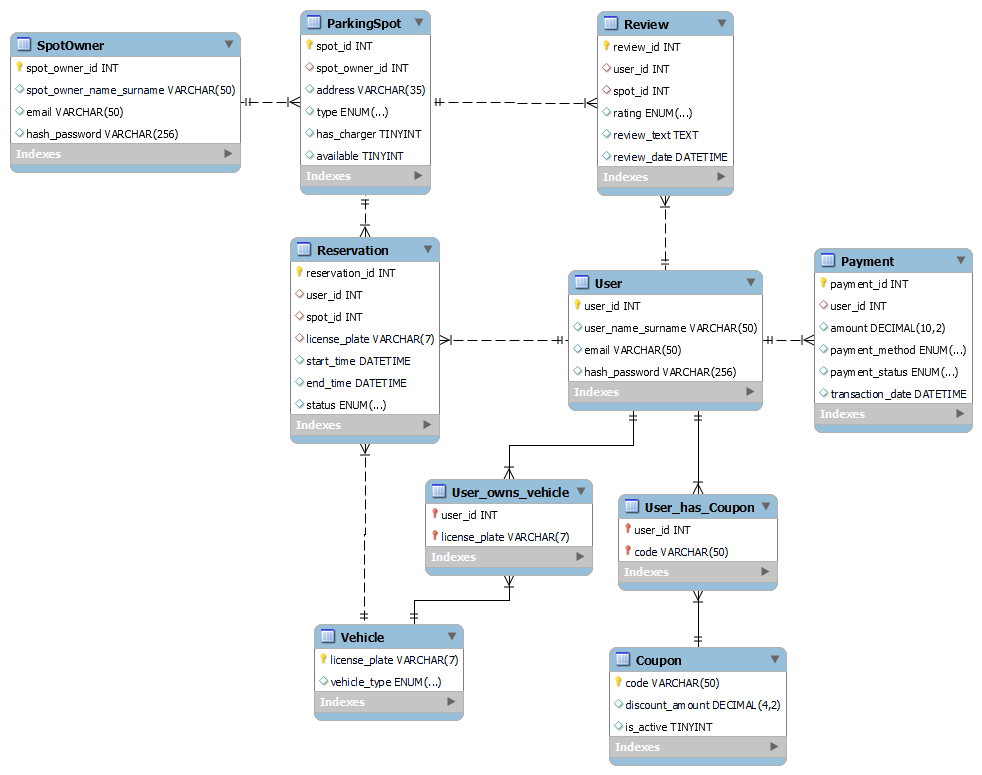 SpotOwner
spot_owner_id INT
spot_owner_name_surname VARCHAR(50)
email VARCHAR(50)
hash_password VARCHAR(256)
Indexes
ParkingSpot
spot_id INT
spot_owner_id INT
address VARCHAR(35)
type ENUM(...)
has_charger TINYINT
available TINYINT
Indexes
Review
review_id INT
user_id INT
spot_id INT
rating ENUM(...)
review_text TEXT
review_date DATETIME
Indexes
Reservation
reservation_id INT
user_id INT
spot_id INT
license_plate VARCHAR(7)
start_time DATETIME
end_time DATETIME
status ENUM(...)
Indexes
User
user_id INT
user_name_surname VARCHAR(50)
email VARCHAR(50)
hash_password VARCHAR(256)
Indexes
Payment
payment_id INT
user_id INT
amount DECIMAL(10,2)
payment_method ENUM(...)
payment_status ENUM(...)
transaction_date DATETIME
Indexes
User_owns_vehicle
user_id INT
license_plate VARCHAR(7)
Indexes
User_has_Coupon
user_id INT
code VARCHAR(50)
Indexes
Vehicle
license_plate VARCHAR(7)
vehicle_type ENUM(...)
Indexes
Coupon
code VARCHAR(50)
discount_amount DECIMAL(4,2)
is_active TINYINT
Indexes